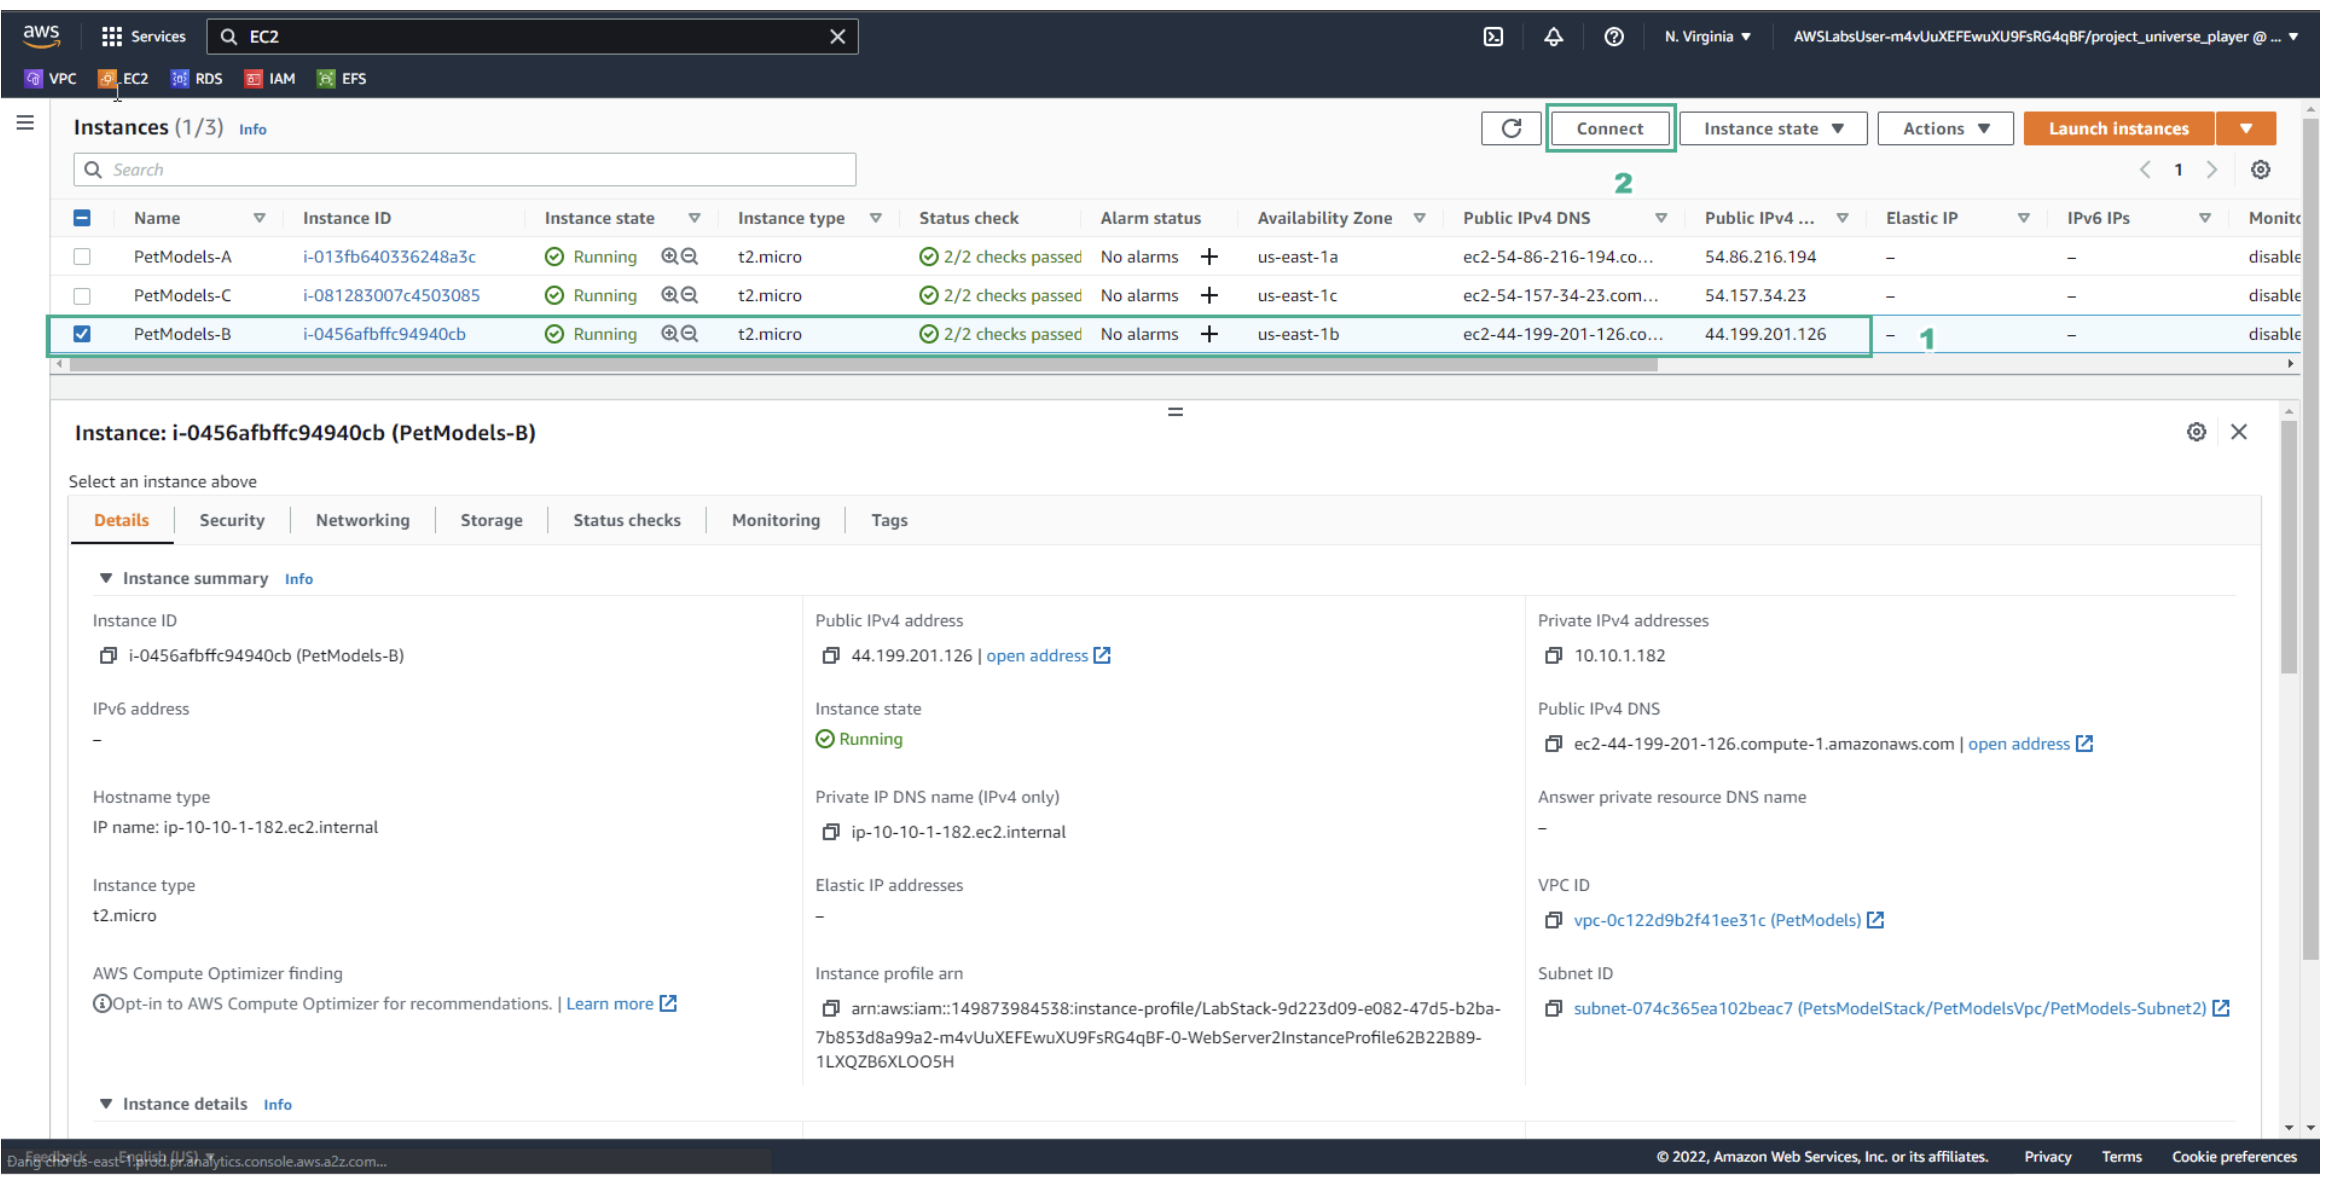 aws Services EC2 N. Virginia ▼ AWSLabsUser-m4vUuXEFEwuXU9FsRG4qBF/project_universe_player @ ... ▼
VPC EC2 RDS IAM EFS
Instances (1/3) Info Connect Instance state ▼ Actions ▼ Launch instances ▼
Search 2 < 1 >
Name Instance ID Instance state Instance type Status check Alarm status Availability Zone Public IPv4 DNS Public IPv4 ... Elastic IP IPv6 IPs Monitc
PetModels-A i-013fb640336248a3c Running t2.micro 2/2 checks passed No alarms + us-east-1a ec2-54-86-216-194.co... 54.86.216.194 – – disable
PetModels-C i-081283007c4503085 Running t2.micro 2/2 checks passed No alarms + us-east-1c ec2-54-157-34-23.com... 54.157.34.23 – – disable
PetModels-B i-0456afbffc94940cb Running t2.micro 2/2 checks passed No alarms + us-east-1b ec2-44-199-201-126.co... 44.199.201.126 – 1 – disable
Instance: i-0456afbffc94940cb (PetModels-B)
Select an instance above
Details Security Networking Storage Status checks Monitoring Tags
▼ Instance summary Info
Instance ID Public IPv4 address Private IPv4 addresses
i-0456afbffc94940cb (PetModels-B) 44.199.201.126 | open address 10.10.1.182
IPv6 address Instance state Public IPv4 DNS
– Running ec2-44-199-201-126.compute-1.amazonaws.com | open address
Hostname type Private IP DNS name (IPv4 only) Answer private resource DNS name
IP name: ip-10-10-1-182.ec2.internal ip-10-10-1-182.ec2.internal –
Instance type Elastic IP addresses VPC ID
t2.micro – vpc-0c122d9b2f41ee31c (PetModels)
AWS Compute Optimizer finding Instance profile arn Subnet ID
Opt-in to AWS Compute Optimizer for recommendations. | Learn more arn:aws:iam::149873984538:instance-profile/LabStack-9d223d09-e082-47d5-b2ba- subnet-074c365ea102beac7 (PetsModelStack/PetModelsVpc/PetModels-Subnet2)
7b853d8a99a2-m4vUuXEFEwuXU9FsRG4qBF-0-WebServer2InstanceProfile62B22B89-
1LXQZB6XLOO5H
▼ Instance details Info
Feedback English (US) ▼ © 2022, Amazon Web Services, Inc. or its affiliates. Privacy Terms Cookie preferences
Đang chờ us-east-1.prod.pr.analytics.console.aws.a2z.com...